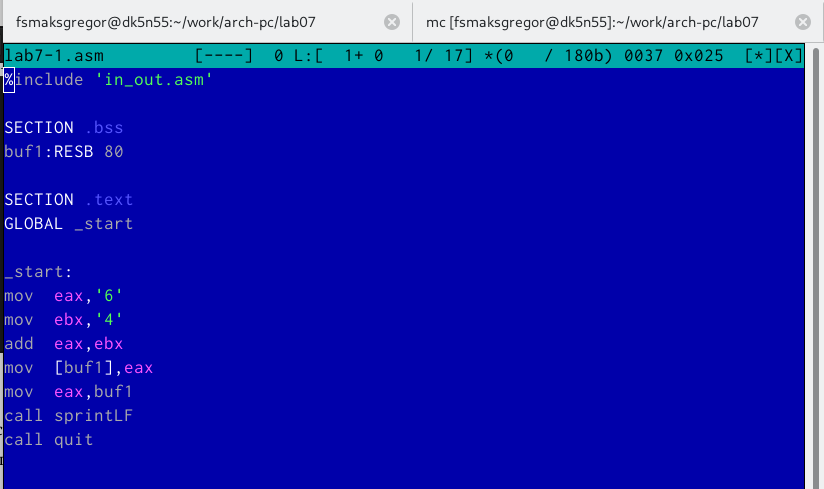 fsmaksgregor@dk5n55:~/work/arch-pc/lab07
mc [fsmaksgregor@dk5n55]:~/work/arch-pc/lab07
lab7-1.asm [----] 0 L:[ 1+ 0 1/ 17] *(0 / 180b) 0037 0x025 [*][X]
%include 'in_out.asm'
SECTION .bss
buf1:RESB 80
SECTION .text
GLOBAL _start
_start:
mov eax,'6'
mov ebx,'4'
add eax,ebx
mov [buf1],eax
mov eax,buf1
call sprintLF
call quit